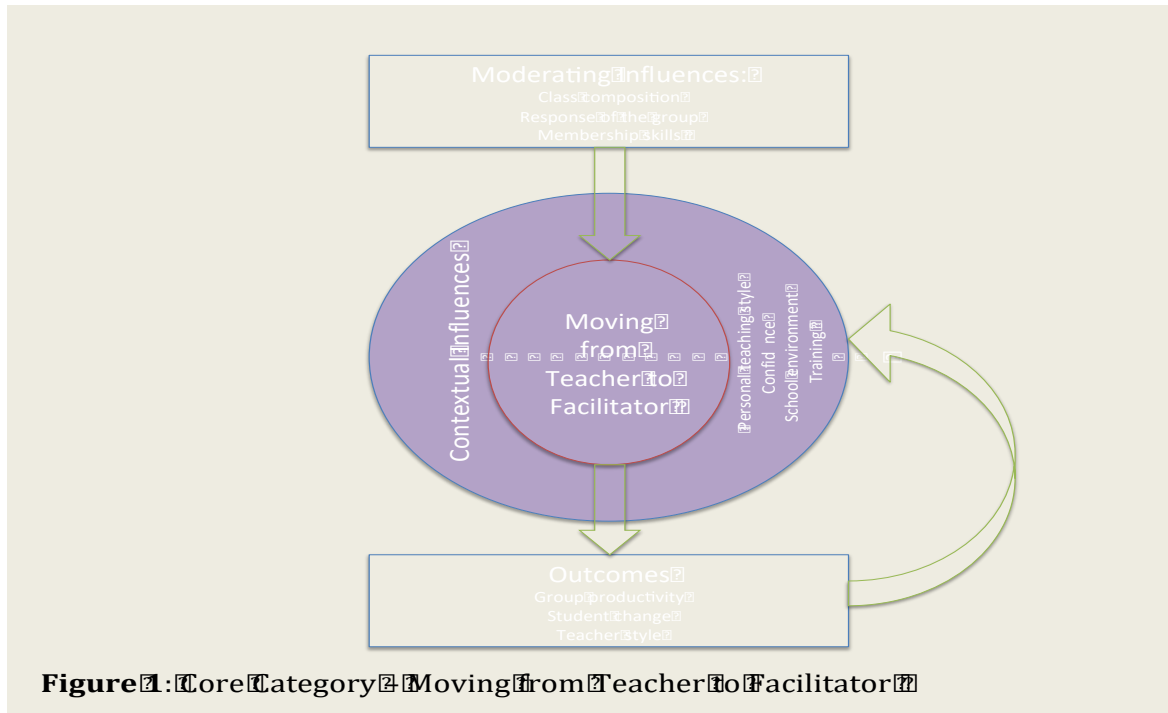 Moderating Influences:
Class composition
Response of the group
Membership skills
Contextual Influences
Moving
from
Teacher to
Facilitator
Personal teaching style
Confid nce
School environment
Training
Outcomes
Group productivity
Student change
Teacher style
Figure 1: Core Category – Moving from Teacher to Facilitator